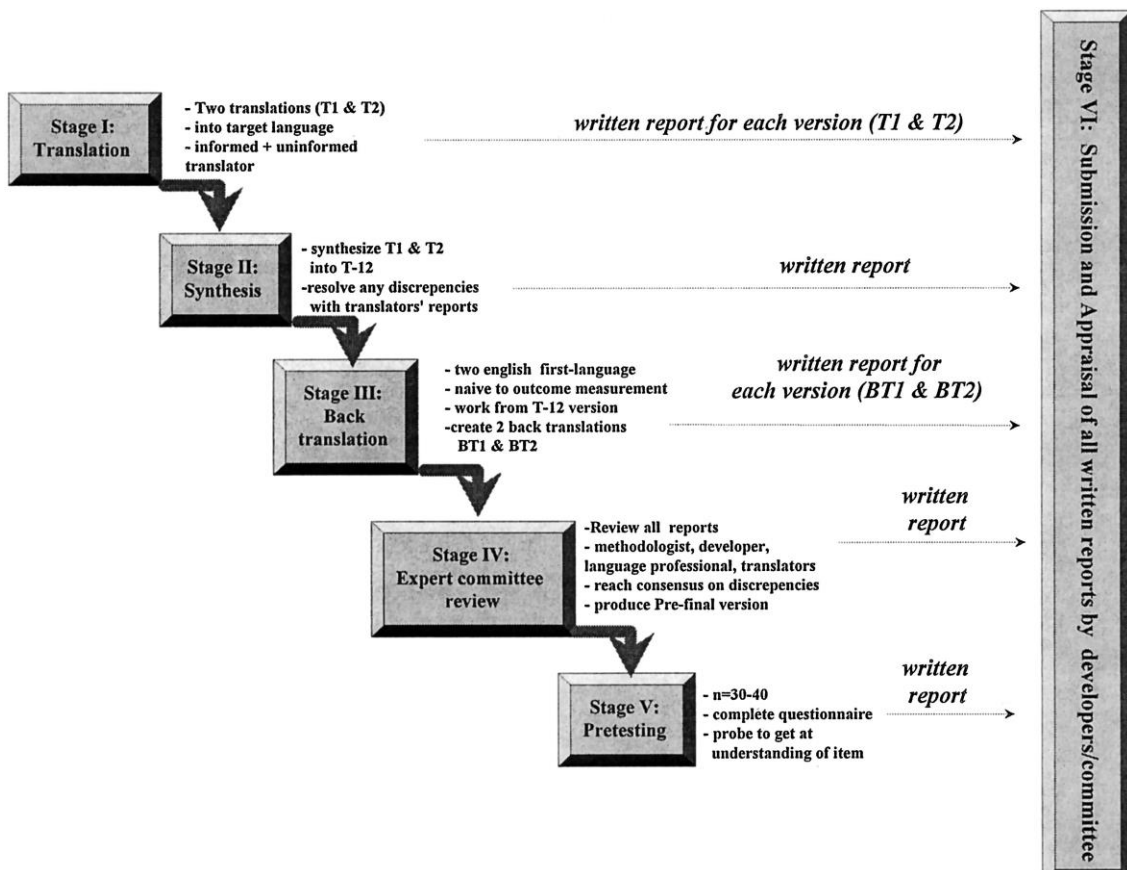 Stage I:
Translation
- Two translations (T1 & T2)
- into target language
- informed + uninformed
translator
written report for each version (T1 & T2)
Stage II:
Synthesis
- synthesize T1 & T2
into T-12
-resolve any discrepencies
with translators' reports
written report
Stage III:
Back
translation
- two english first-language
- naive to outcome measurement
- work from T-12 version
-create 2 back translations
BT1 & BT2
written report for
each version (BT1 & BT2)
Stage IV:
Expert committee
review
-Review all reports
- methodologist, developer,
language professional, translators
- reach consensus on discrepencies
- produce Pre-final version
written
report
Stage V:
Pretesting
- n=30-40
- complete questionnaire
- probe to get at
understanding of item
written
report
Stage VI: Submission and Appraisal of all written reports by developers/committee